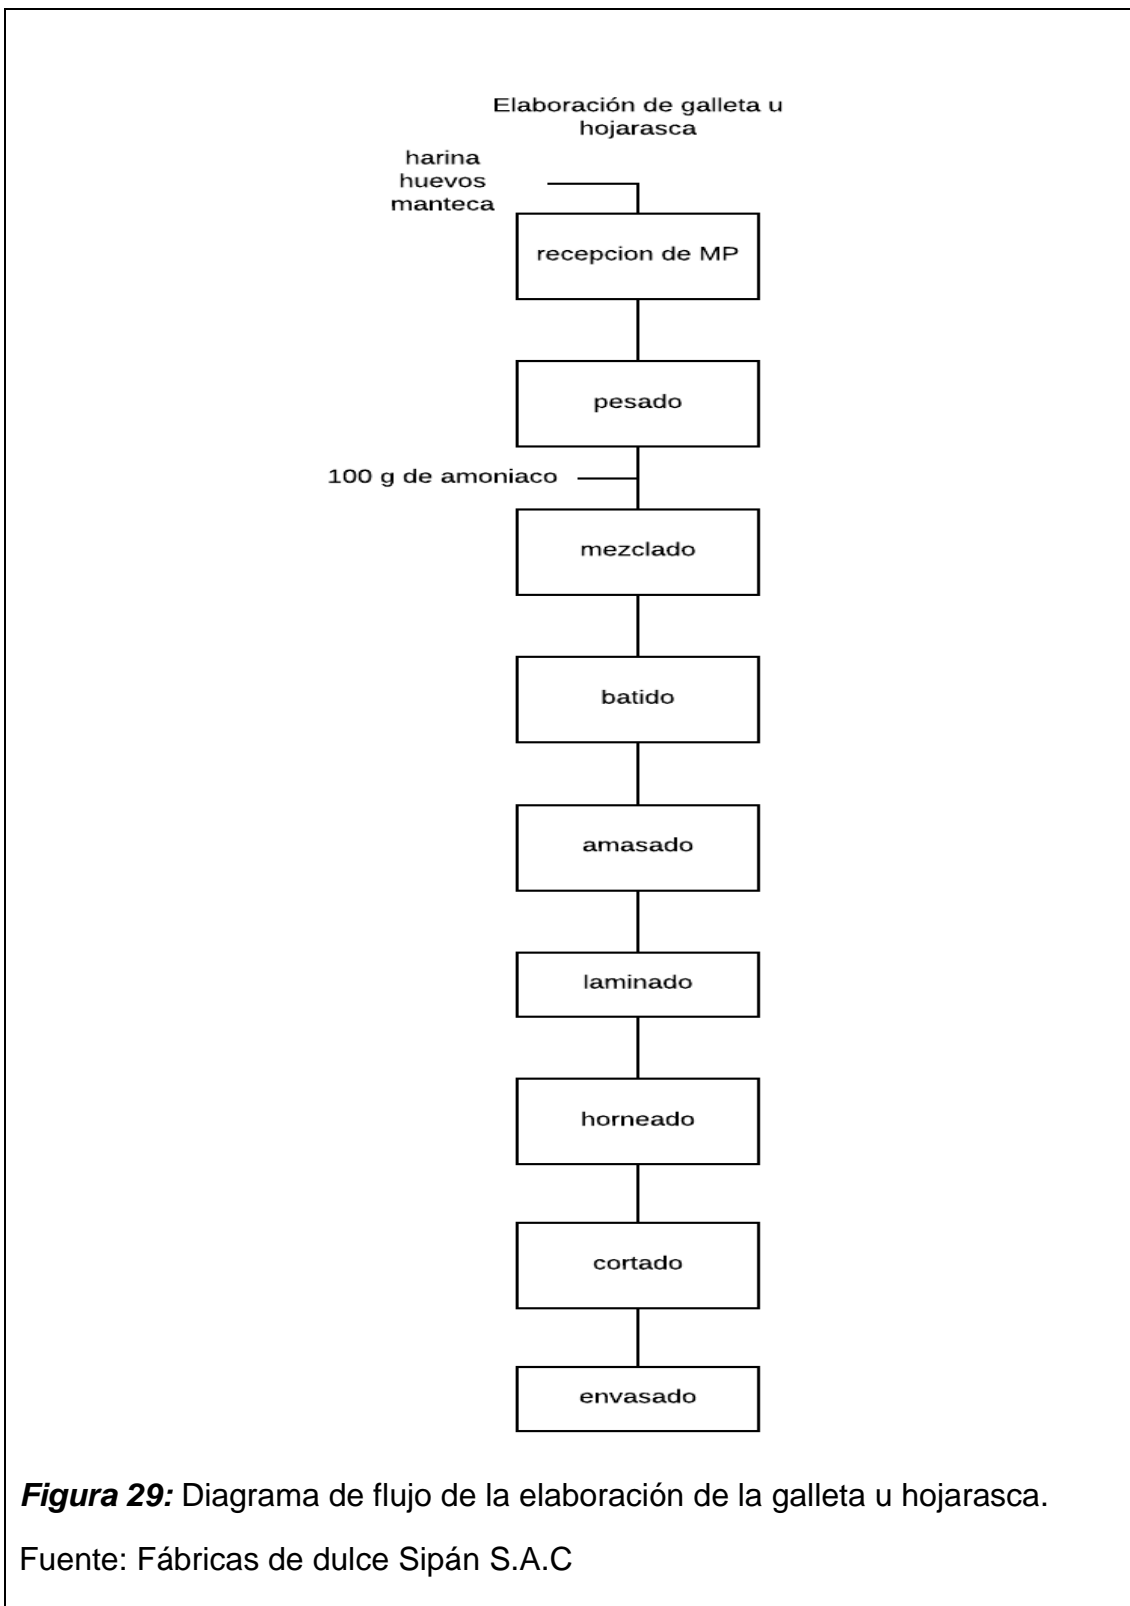 Elaboración de galleta u
hojarasca
harina
huevos
manteca
recepcion de MP
pesado
100 g de amoniaco
mezclado
batido
amasado
laminado
horneado
cortado
envasado
Figura 29: Diagrama de flujo de la elaboración de la galleta u hojarasca.
Fuente: Fábricas de dulce Sipán S.A.C